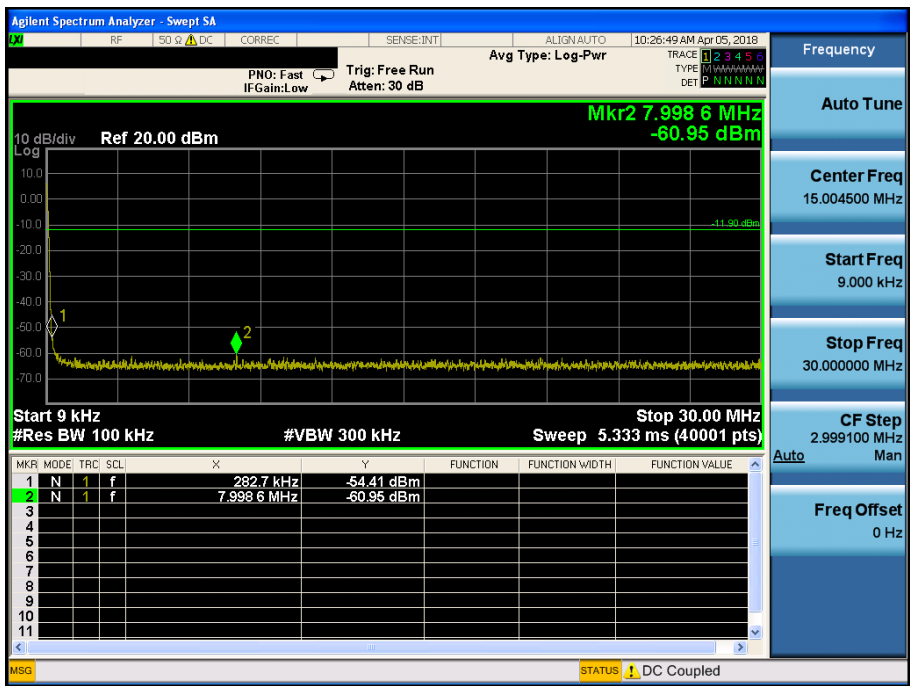 Agilent Spectrum Analyzer - Swept SA
LXI RF 50 Ω DC CORREC SENSE:INT ALIGN AUTO 10:26:49 AM Apr 05, 2018
Frequency
Avg Type: Log-Pwr
TRACE 1 2 3 4 5 6
PNO: Fast Trig: Free Run
TYPE M W W W W W
IFGain:Low Atten: 30 dB
DET P N N N N N
Auto Tune
Mkr2 7.998 6 MHz
-60.95 dBm
10 dB/div Ref 20.00 dBm
Log
10.0
0.00
-10.0
-11.90 dBm
-20.0
-30.0
-40.0
-50.0
-60.0
-70.0
1
2
Center Freq
15.004500 MHz
Start Freq
9.000 kHz
Stop Freq
30.000000 MHz
Start 9 kHz Stop 30.00 MHz
#Res BW 100 kHz #VBW 300 kHz Sweep 5.333 ms (40001 pts)
CF Step
2.999100 MHz
Auto Man
MKR MODE TRC SCL X Y FUNCTION FUNCTION WIDTH FUNCTION VALUE
1 N 1 f 282.7 kHz -54.41 dBm
2 N 1 f 7.998 6 MHz -60.95 dBm
3
4
5
6
7
8
9
10
11
Freq Offset
0 Hz
MSG STATUS DC Coupled